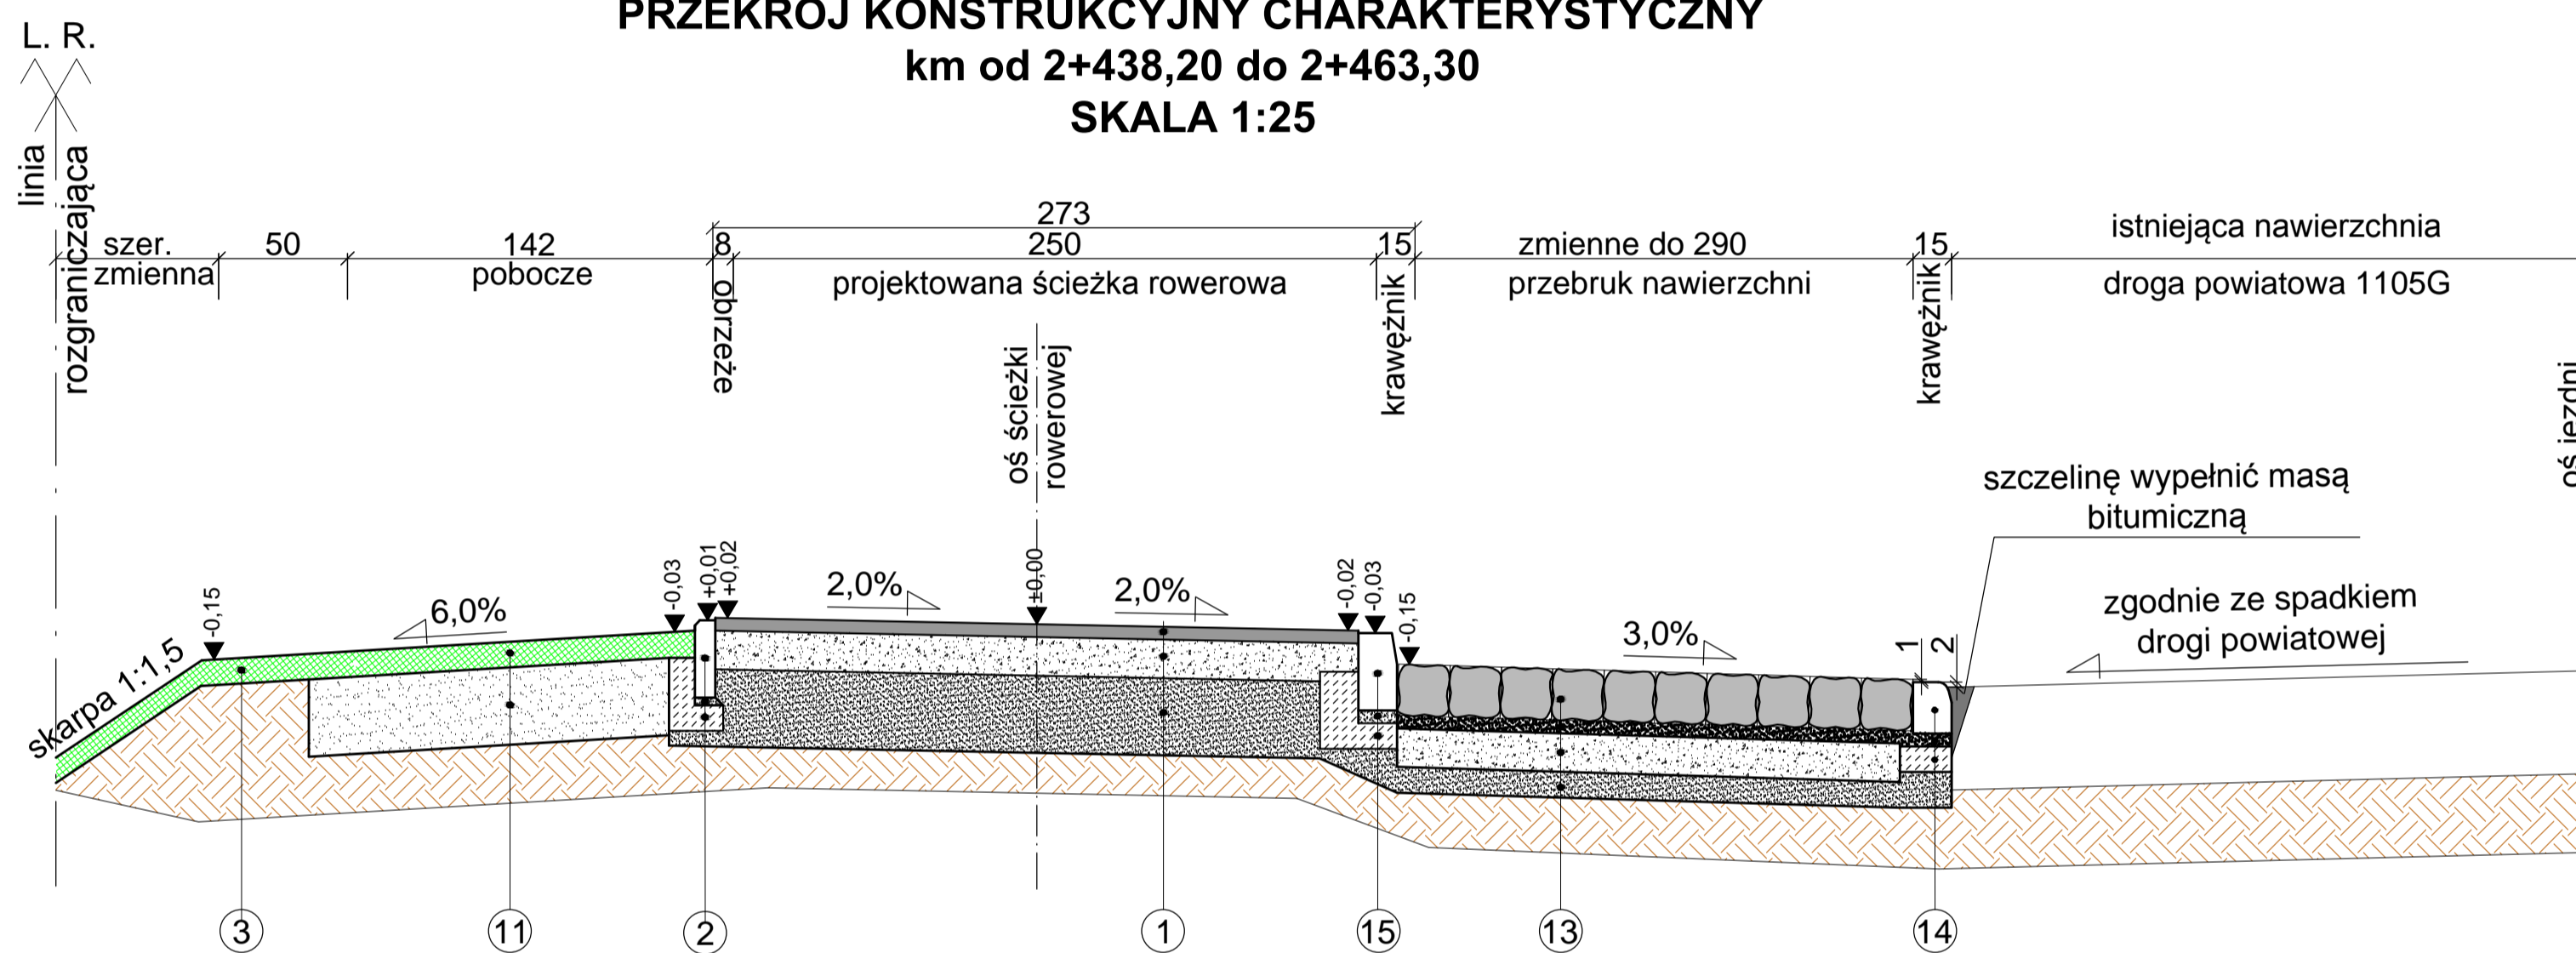 PRZEKRÓJ KONSTRUKCYJNY CHARAKTERYSTYCZNY
km od 2+438,20 do 2+463,30
SKALA 1:25
L. R.
linia
rozgraniczająca
273
szer.
zmienna
50
142
pobocze
8
obrzeże
250
projektowana ścieżka rowerowa
15
krawężnik
zmienne do 290
przebruk nawierzchni
15
krawężnik
istniejąca nawierzchnia
droga powiatowa 1105G
oś ścieżki
rowerowej
oś jezdni
szczelinę wypełnić masą
bitumiczną
zgodnie ze spadkiem
drogi powiatowej
skarpa 1:1,5
-0,15
6,0%
-0,03
+0,01
+0,02
2,0%
±0,00
2,0%
-0,02
-0,03
-0,15
3,0%
1
2
3
11
2
1
15
13
14